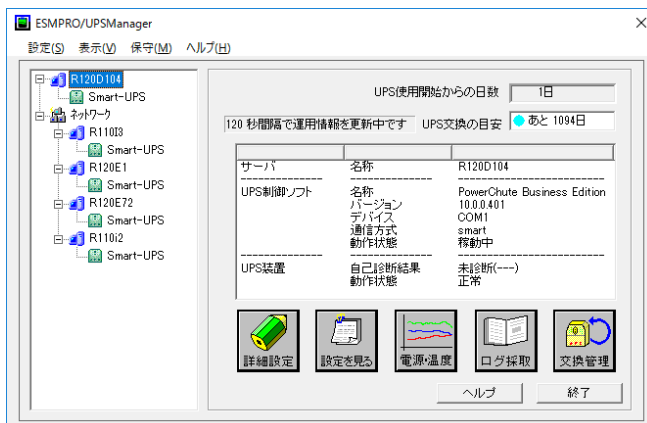 ESMPRO/UPSManager
設定(S) 表示(V) 保守(M) ヘルプ(H)
R120D104
Smart-UPS
ネットワーク
R110I3
Smart-UPS
R120E1
Smart-UPS
R120E72
Smart-UPS
R110i2
Smart-UPS
UPS使用開始からの日数 1日
120 秒間隔で運用情報を更新中です UPS交換の目安 あと 1094日
サーバ 名称 R120D104
UPS制御ソフト 名称 PowerChute Business Edition
バージョン 10.0.0.401
デバイス COM1
通信方式 smart
動作状態 稼動中
UPS装置 自己診断結果 未診断(---)
動作状態 正常
詳細設定 設定を見る 電源・温度 ログ採取 交換管理
ヘルプ 終了